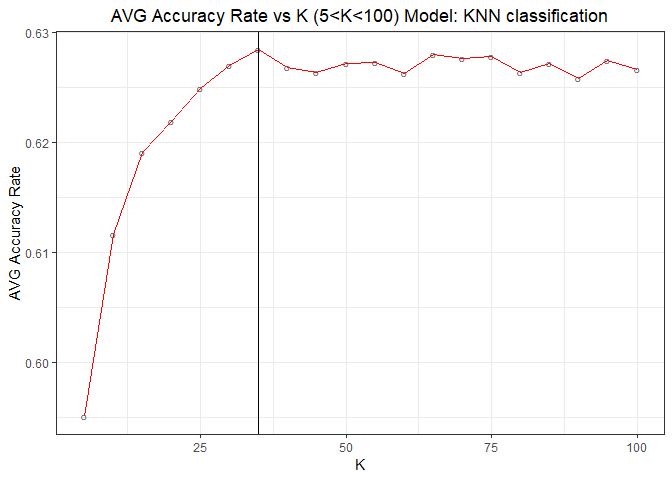 AVG Accuracy Rate vs K (5<K<100) Model: KNN classification
AVG Accuracy Rate
0.63
0.62
0.61
0.60
25 50 75 100
K